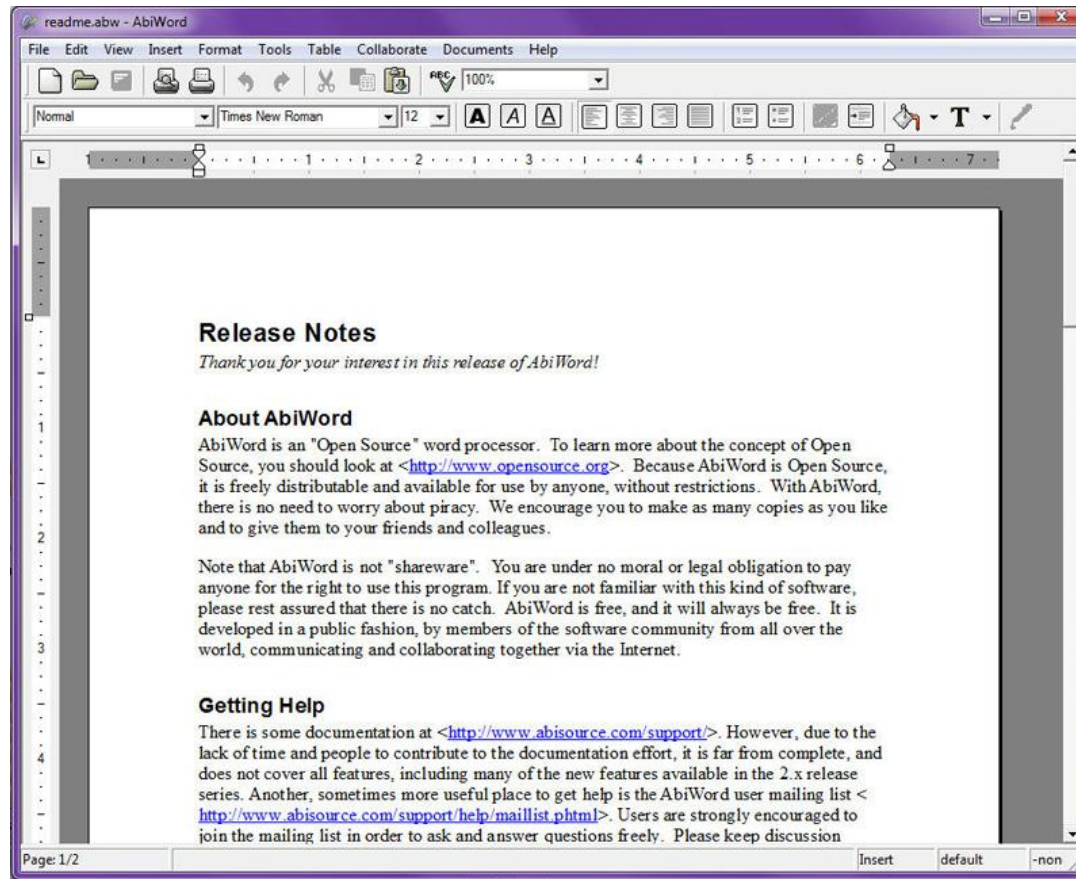 readme.abw - AbiWord
File Edit View Insert Format Tools Table Collaborate Documents Help
ABC 100%
Normal Times New Roman 12 A A A T
1 1 2 3 4 5 6 7
Release Notes
Thank you for your interest in this release of AbiWord!
About AbiWord
AbiWord is an "Open Source" word processor.  To learn more about the concept of Open
Source, you should look at <http://www.opensource.org>.  Because AbiWord is Open Source,
it is freely distributable and available for use by anyone, without restrictions.  With AbiWord,
there is no need to worry about piracy.  We encourage you to make as many copies as you like
and to give them to your friends and colleagues.
Note that AbiWord is not "shareware".   You are under no moral or legal obligation to pay
anyone for the right to use this program. If you are not familiar with this kind of software,
please rest assured that there is no catch.  AbiWord is free, and it will always be free.  It is
developed in a public fashion, by members of the software community from all over the
world, communicating and collaborating together via the Internet.
Getting Help
There is some documentation at <http://www.abisource.com/support/>. However, due to the
lack of time and people to contribute to the documentation effort, it is far from complete, and
does not cover all features, including many of the new features available in the 2.x release
series. Another, sometimes more useful place to get help is the AbiWord user mailing list <
http://www.abisource.com/support/help/maillist.phtml>. Users are strongly encouraged to
join the mailing list in order to ask and answer questions freely.  Please keep discussion
1
2
3
4
Page: 1/2 Insert default -non